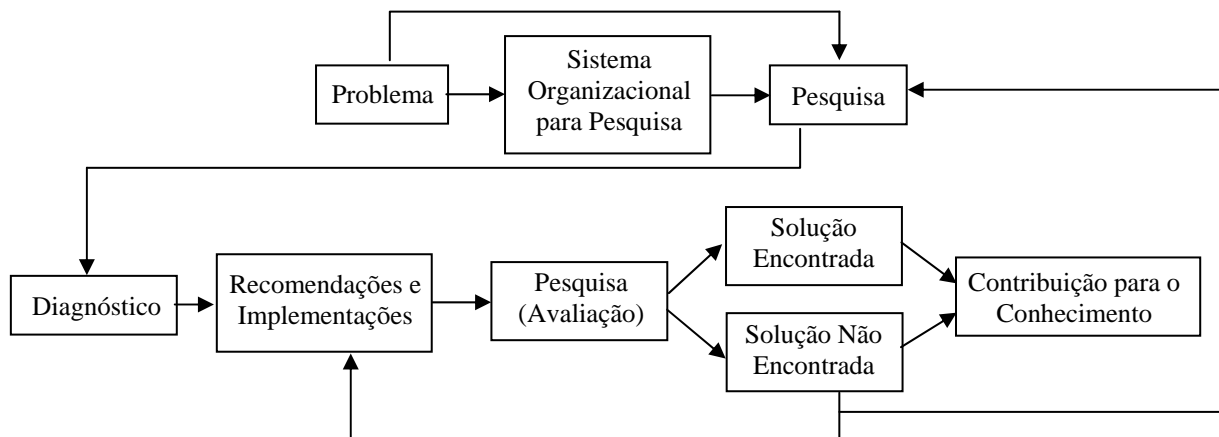 Problema
Sistema
Organizacional
para Pesquisa
Pesquisa
Diagnóstico
Recomendações e
Implementações
Pesquisa
(Avaliação)
Solução
Encontrada
Solução Não
Encontrada
Contribuição para o
Conhecimento